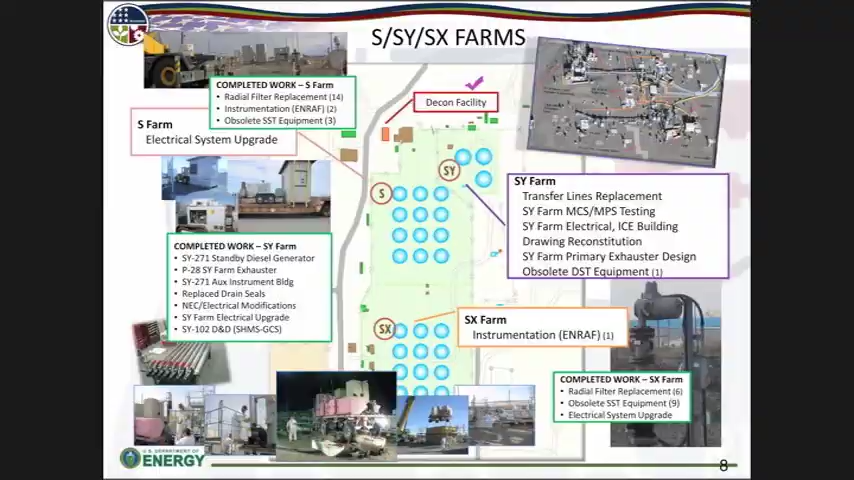 S/SY/SX FARMS
COMPLETED WORK – S Farm
• Radial Filter Replacement (14)
• Instrumentation (ENRAF) (2)
• Obsolete SST Equipment (3)
Decon Facility
S Farm
Electrical System Upgrade
SY
S
SY Farm
Transfer Lines Replacement
SY Farm MCS/MPS Testing
SY Farm Electrical, ICE Building
Drawing Reconstitution
SY Farm Primary Exhauster Design
Obsolete DST Equipment (1)
COMPLETED WORK – SY Farm
• SY-271 Standby Diesel Generator
• P-28 SY Farm Exhauster
• SY-271 Aux Instrument Bldg
• Replaced Drain Seals
• NEC/Electrical Modifications
• SY Farm Electrical Upgrade
• SY-102 D&D (SHMS-GCS)
SX
SX Farm
Instrumentation (ENRAF) (1)
COMPLETED WORK – SX Farm
• Radial Filter Replacement (6)
• Obsolete SST Equipment (9)
• Electrical System Upgrade
U.S. DEPARTMENT OF
ENERGY
8